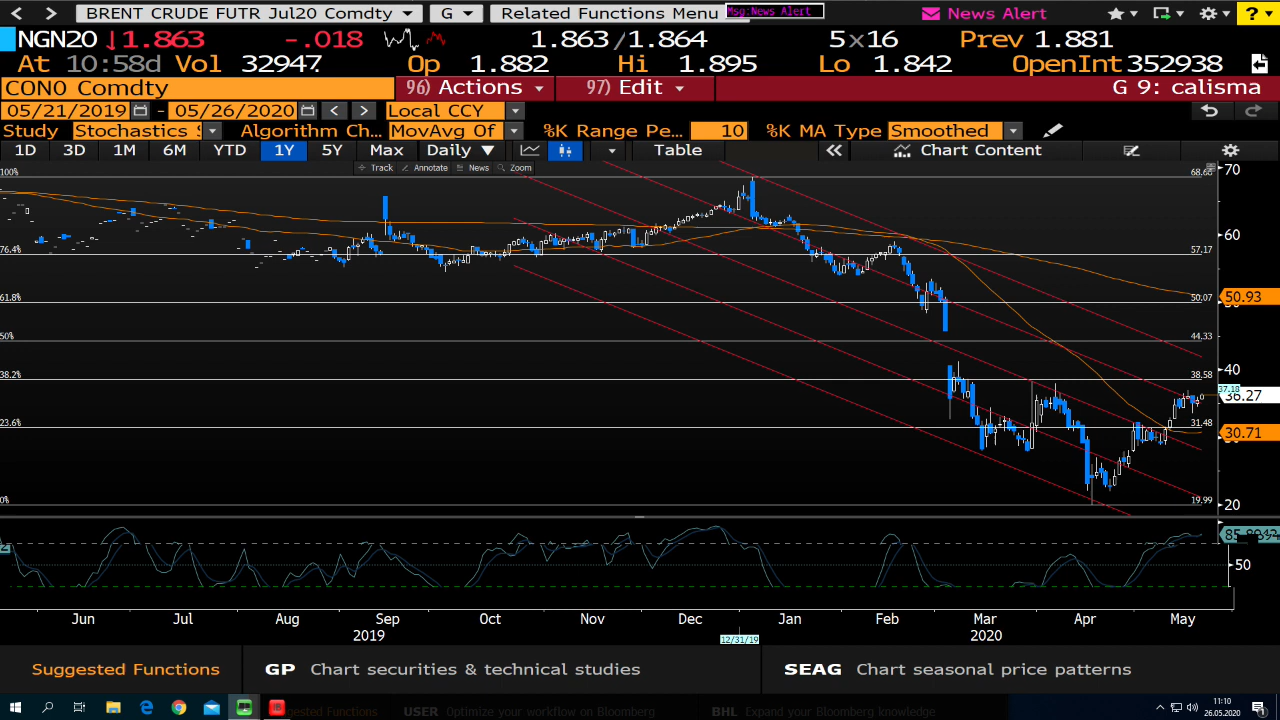 BRENT CRUDE FUTR Jul20 Comdty G Related Functions Menu Msg:News Alert News Alert ?
NGN20 ↓1.863 -.018 1.863/1.864 5x16 Prev 1.881
At 10:58d Vol 32947 Op 1.882 Hi 1.895 Lo 1.842 OpenInt 352938
CON0 Comdty 96) Actions 97) Edit G 9: calisma
05/21/2019 - 05/26/2020 < > Local CCY
Study Stochastics Algorithm Ch... MovAvg Of %K Range Pe... 10 %K MA Type Smoothed
1D 3D 1M 6M YTD 1Y 5Y Max Daily ▼ Table « Chart Content
Track Annotate News Zoom
100% 68.68 70
60
76.4% 57.17
61.8% 50.07 50.93
50% 44.33
40
38.2% 38.58
37.18
36.27
23.6% 31.48 30.71
0% 19.99 20
50
Jun Jul Aug Sep Oct Nov Dec Jan Feb Mar Apr May
2019 12/31/19 2020
Suggested Functions GP Chart securities & technical studies SEAG Chart seasonal price patterns
Suggested Functions USER Optimize your workflow on Bloomberg BHL Expand your Bloomberg knowledge
11:10
26.05.2020